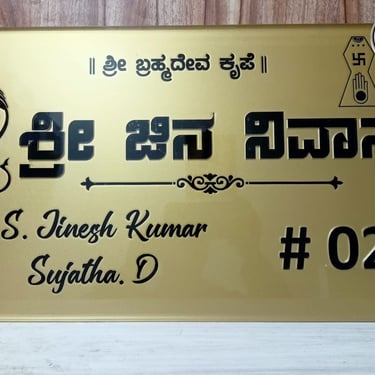 ॥ ಶ್ರೀ ಬ್ರಹ್ಮದೇವ ಕೃಪೆ ॥
ಶ್ರೀ ಜಿನ ನಿವಾಸ
S. Jinesh Kumar
Sujatha. D
# 02